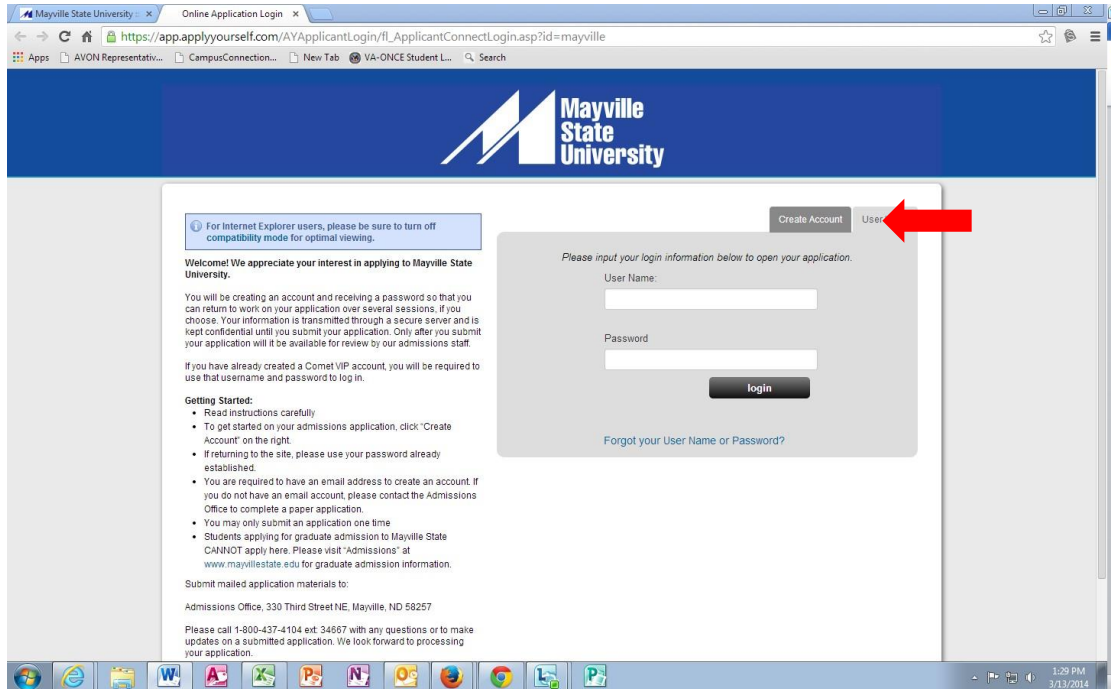 Mayville State University :
Online Application Login
https://app.applyyourself.com/AYApplicantLogin/fl_ApplicantConnectLogin.asp?id=mayville
Apps AVON Representativ... CampusConnection... New Tab VA-ONCE Student L... Search
Mayville
State
University
For Internet Explorer users, please be sure to turn off
compatibility mode for optimal viewing.
Welcome! We appreciate your interest in applying to Mayville State
University.
You will be creating an account and receiving a password so that you
can return to work on your application over several sessions, if you
choose. Your information is transmitted through a secure server and is
kept confidential until you submit your application. Only after you submit
your application will it be available for review by our admissions staff.
If you have already created a Comet VIP account, you will be required to
use that username and password to log in.
Getting Started:
• Read instructions carefully
• To get started on your admissions application, click "Create
Account" on the right.
• If returning to the site, please use your password already
established.
• You are required to have an email address to create an account. If
you do not have an email account, please contact the Admissions
Office to complete a paper application.
• You may only submit an application one time
• Students applying for graduate admission to Mayville State
CANNOT apply here. Please visit "Admissions" at
www.mayvillestate.edu for graduate admission information.
Submit mailed application materials to:
Admissions Office, 330 Third Street NE, Mayville, ND 58257
Please call 1-800-437-4104 ext: 34667 with any questions or to make
updates on a submitted application. We look forward to processing
your application.
Create Account
User
Please input your login information below to open your application.
User Name:
Password
login
Forgot your User Name or Password?
1:29 PM
3/13/2014